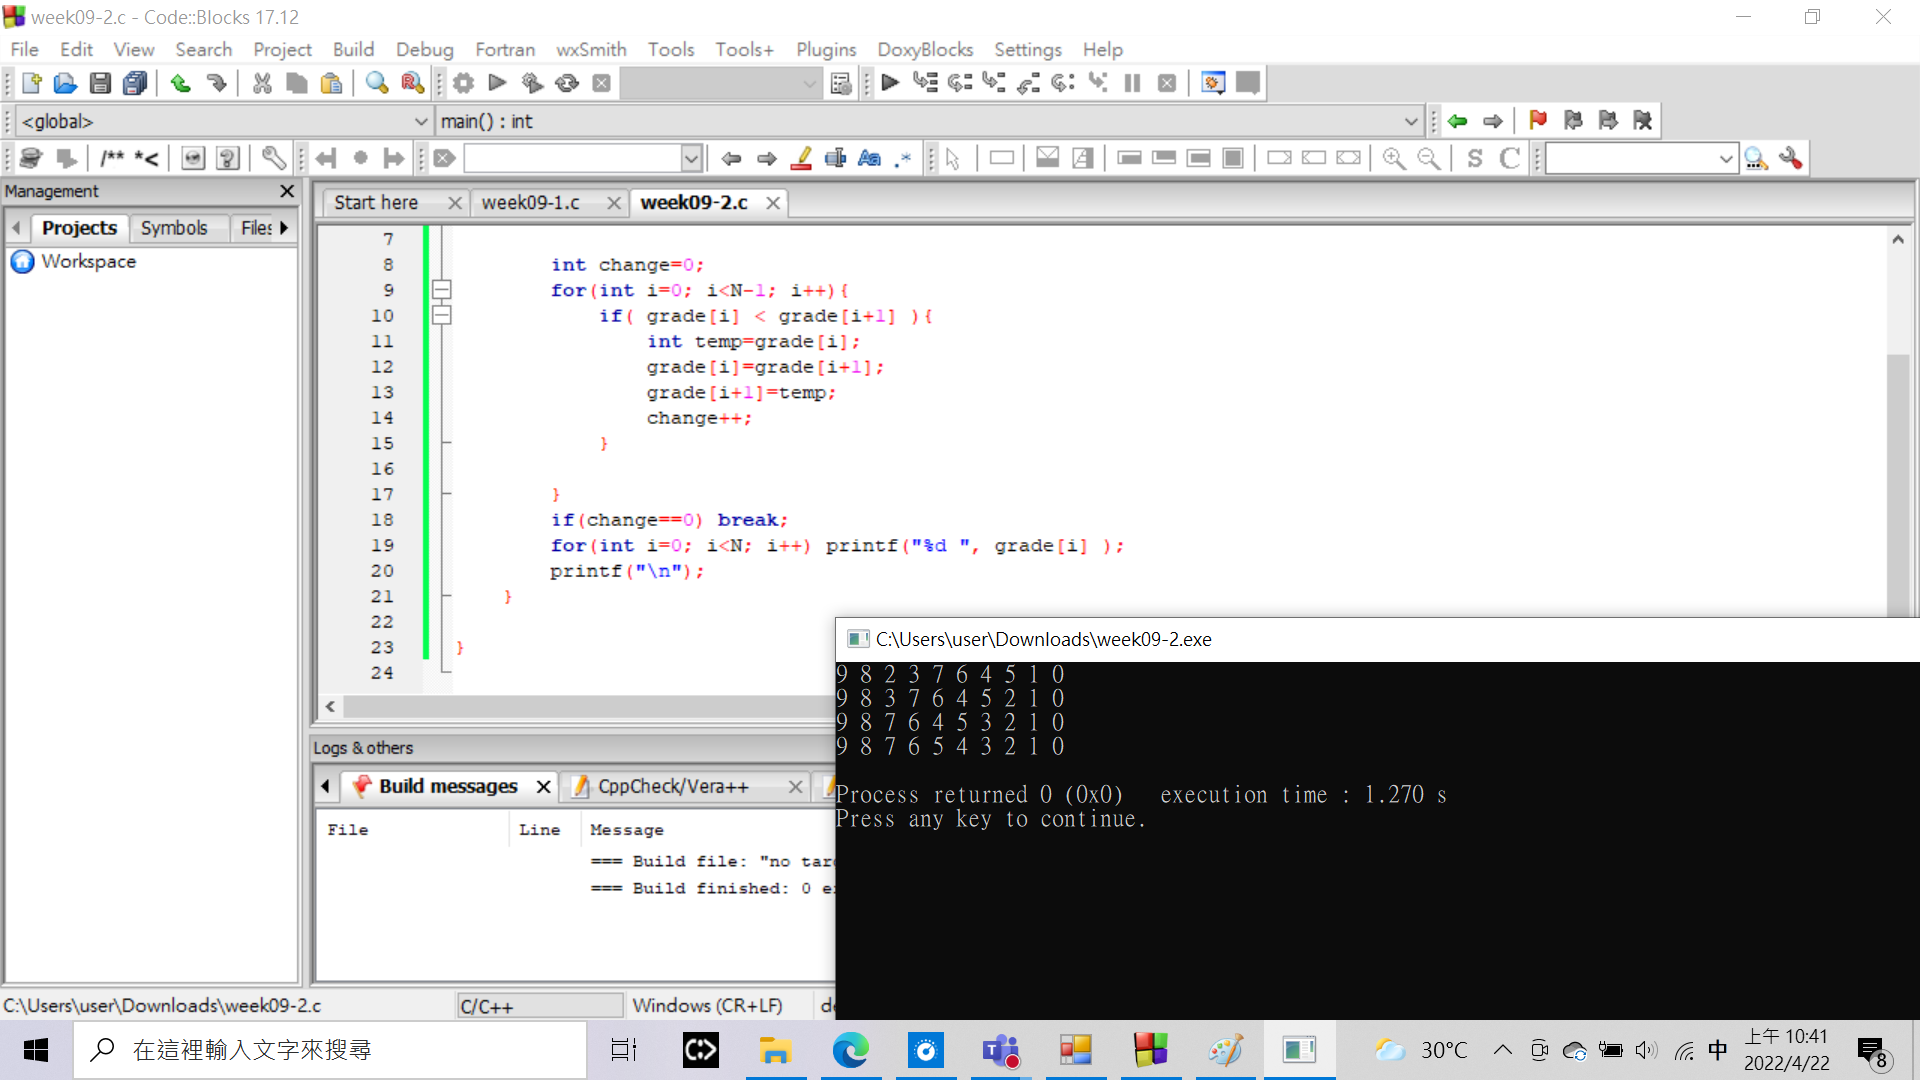 week09-2.c - Code::Blocks 17.12
File Edit View Search Project Build Debug Fortran wxSmith Tools Tools+ Plugins DoxyBlocks Settings Help
<global> main() : int
/** *<
Management
Projects Symbols Files
Workspace
Start here week09-1.c week09-2.c
7
8 int change=0;
9 for(int i=0; i<N-1; i++){
10 if( grade[i] < grade[i+1] ){
11 int temp=grade[i];
12 grade[i]=grade[i+1];
13 grade[i+1]=temp;
14 change++;
15 }
16
17 }
18 if(change==0) break;
19 for(int i=0; i<N; i++) printf("%d ", grade[i] );
20 printf("\n");
21 }
22
23 }
24
C:\Users\user\Downloads\week09-2.exe
9 8 2 3 7 6 4 5 1 0
9 8 3 7 6 4 5 2 1 0
9 8 7 6 4 5 3 2 1 0
9 8 7 6 5 4 3 2 1 0
Process returned 0 (0x0) execution time : 1.270 s
Press any key to continue.
Logs & others
Build messages CppCheck/Vera++
File Line Message
=== Build file: "no
=== Build finished: 0
C:\Users\user\Downloads\week09-2.c C/C++ Windows (CR+LF)
在這裡輸入文字來搜尋
30°C 中 上午 10:41
2022/4/22
8